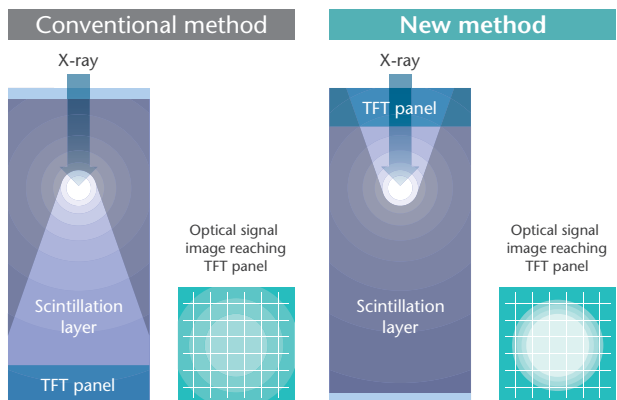 Conventional method
X-ray
Optical signal
image reaching
TFT panel
Scintillation
layer
TFT panel
New method
X-ray
TFT panel
Optical signal
image reaching
TFT panel
Scintillation
layer